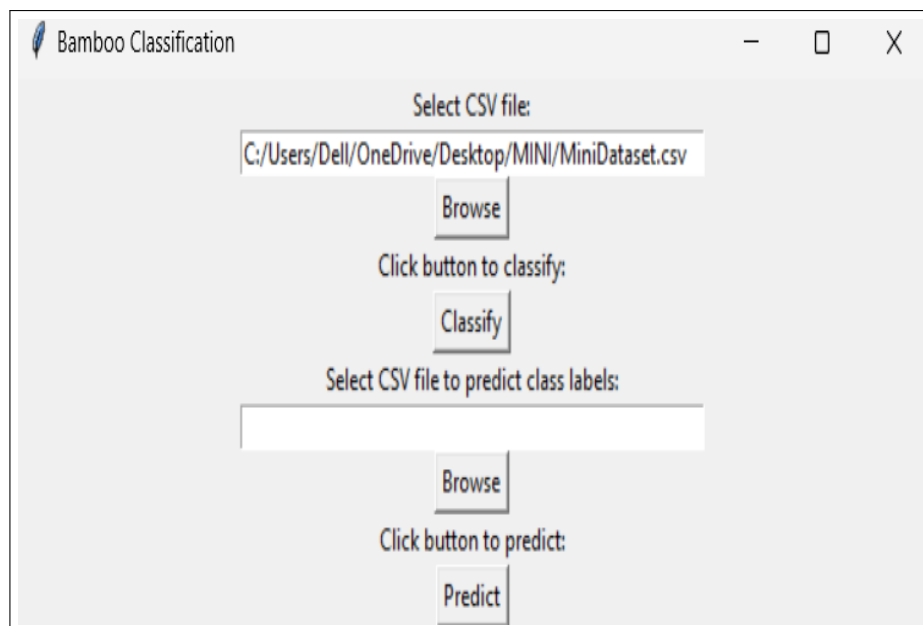 Bamboo Classification
Select CSV file:
C:/Users/Dell/OneDrive/Desktop/MINI/MiniDataset.csv
Browse
Click button to classify:
Classify
Select CSV file to predict class labels:
Browse
Click button to predict:
Predict